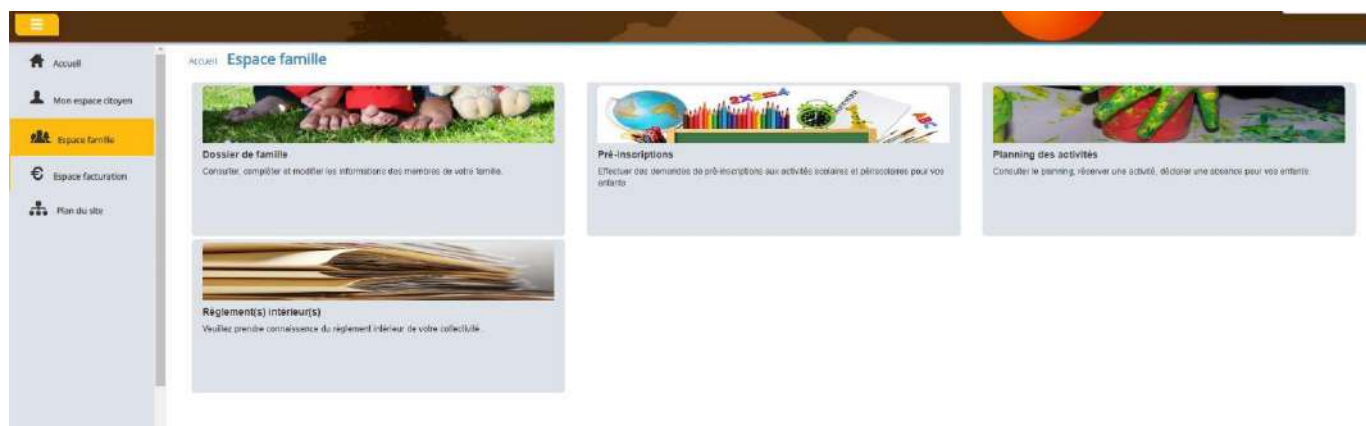 Accueil
Mon espace citoyen
Espace famille
Espace facturation
Plan du site
Accueil Espace famille
Dossier de famille
Consulter, compléter et modifier les informations des membres de votre famille.
Pré-inscriptions
2x2=4
ABC
Effectuer des demandes de pré-inscriptions aux activités scolaires et périscolaires pour vos
enfants
Planning des activités
Consulter le planning, réserver une activité, déclarer une absence pour vos enfants.
Règlement(s) intérieur(s)
Veuillez prendre connaissance du règlement intérieur de votre collectivité.